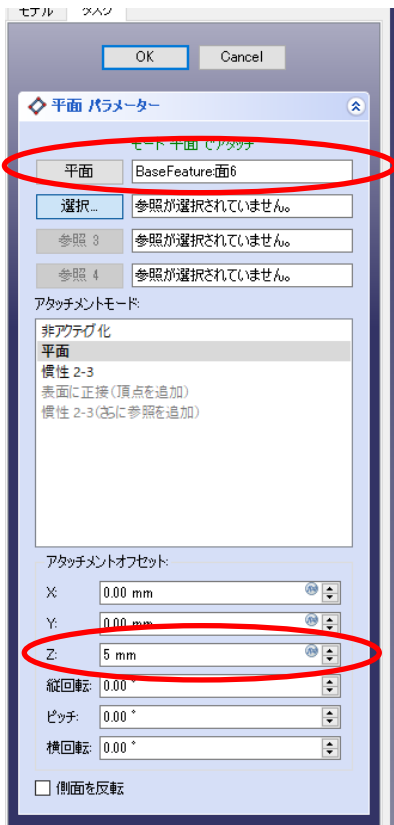 モデル タスク
OK Cancel
平面 パラメーター
モード 平面 でアタッチ
平面 BaseFeature:面6
選択... 参照が選択されていません。
参照 3 参照が選択されていません。
参照 4 参照が選択されていません。
アタッチメントモード:
非アクティブ化
平面
慣性 2-3
表面に正接(頂点を追加)
慣性 2-3(さらに参照を追加)
アタッチメントオフセット:
X: 0.00 mm
Y: 0.00 mm
Z: 5 mm
縦回転: 0.00 °
ピッチ: 0.00 °
横回転: 0.00 °
側面を反転